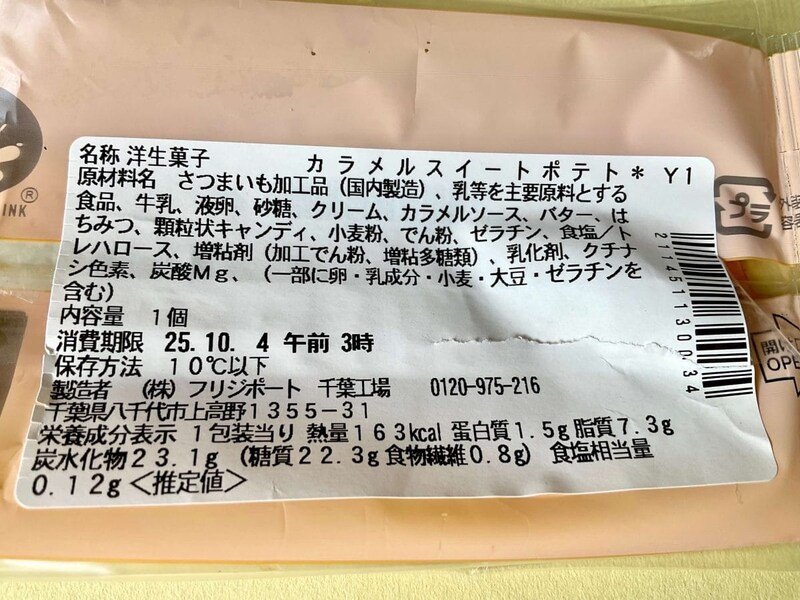 名称 洋生菓子 カラメルスイートポテト＊ Y1
原材料名 さつまいも加工品（国内製造）、乳等を主要原料とする
食品、牛乳、液卵、砂糖、クリーム、カラメルソース、バター、は
ちみつ、顆粒状キャンディ、小麦粉、でん粉、ゼラチン、食塩／ト
レハロース、増粘剤（加工でん粉、増粘多糖類）、乳化剤、クチナ
シ色素、炭酸Ｍｇ、（一部に卵・乳成分・小麦・大豆・ゼラチンを
含む）
内容量 1個
消費期限 25.10. 4 午前 3時
保存方法 １０℃以下
製造者 （株）フリジポート 千葉工場 0120-975-216
千葉県八千代市上高野１３５５－３１
栄養成分表示 １包装当り 熱量１６３kcal 蛋白質１.５g 脂質７.３g
炭水化物２３.１g（糖質２２.３g 食物繊維０.８g） 食塩相当量
０.１２g＜推定値＞
2114511300434
プラ
®
INK
開け
OPE